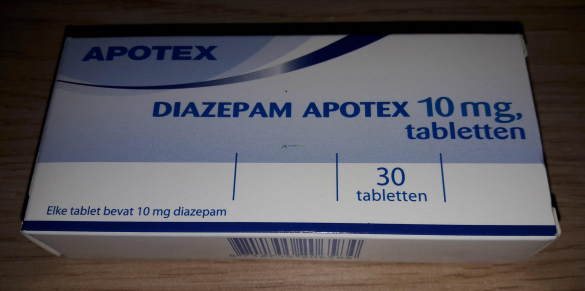 APOTEX
DIAZEPAM APOTEX 10 mg,
tabletten
30
tabletten
Elke tablet bevat 10 mg diazepam